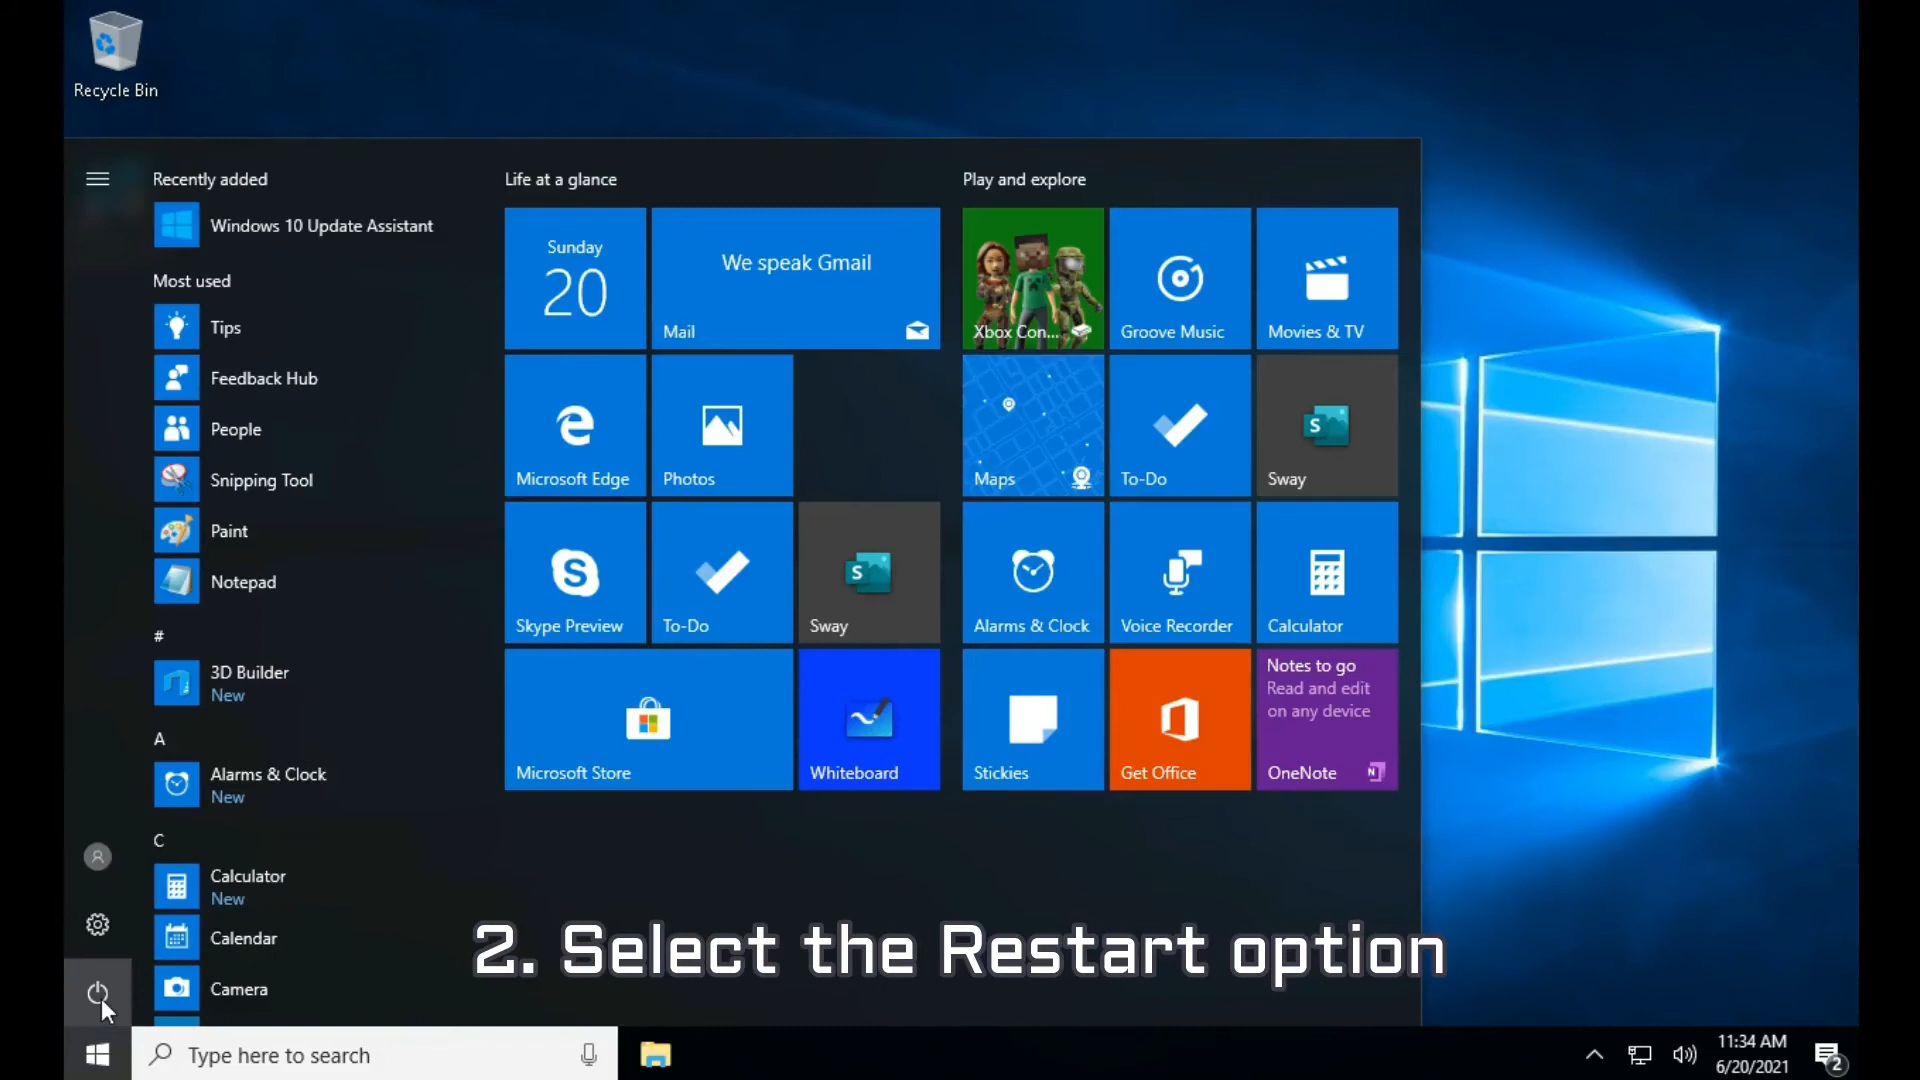 Recycle Bin
Recently added
Windows 10 Update Assistant
Most used
Tips
Feedback Hub
People
Snipping Tool
Paint
Notepad
#
3D Builder
New
A
Alarms & Clock
New
C
Calculator
New
Calendar
Camera
Life at a glance
Sunday
20
We speak Gmail
Mail
Microsoft Edge
Photos
Skype Preview
To-Do
Sway
Microsoft Store
Whiteboard
Play and explore
Xbox Con...
Groove Music
Movies & TV
Maps
To-Do
Sway
Alarms & Clock
Voice Recorder
Calculator
Stickies
Get Office
Notes to go
Read and edit
on any device
OneNote
2. Select the Restart option
Type here to search
11:34 AM
6/20/2021
2